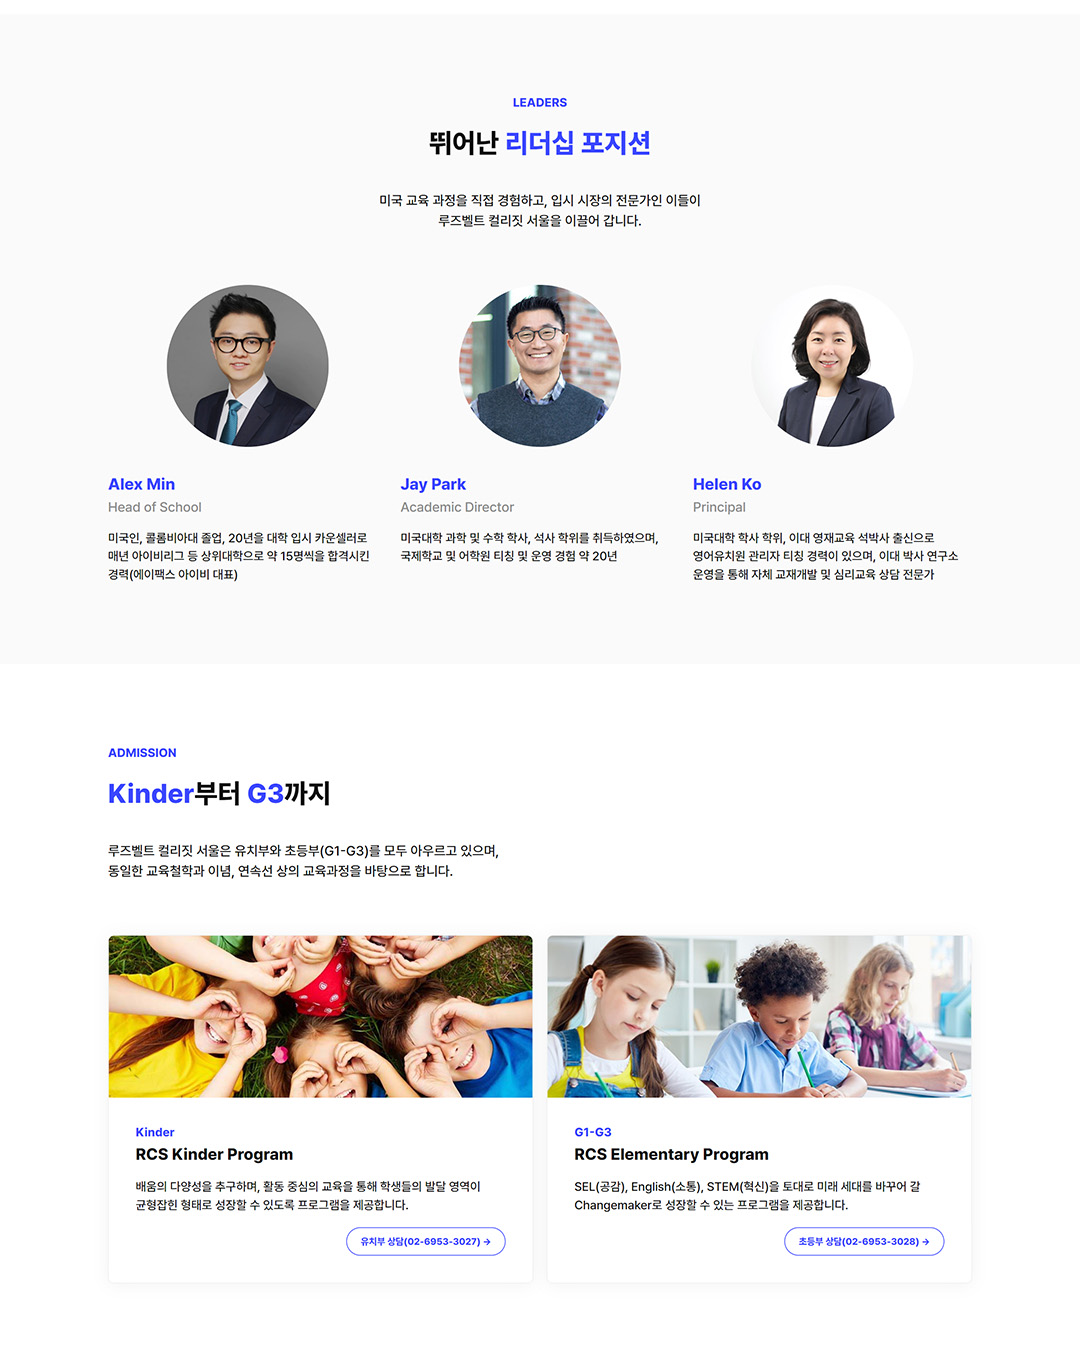 LEADERS
뛰어난 리더십 포지션
미국 교육 과정을 직접 경험하고, 입시 시장의 전문가인 이들이
루즈벨트 컬리짓 서울을 이끌어 갑니다.
Alex Min
Head of School
미국인, 콜롬비아대 졸업, 20년을 대학 입시 카운셀러로
매년 아이비리그 등 상위대학으로 약 15명씩을 합격시킨
경력(에이팩스 아이비 대표)
Jay Park
Academic Director
미국대학 과학 및 수학 학사, 석사 학위를 취득하였으며,
국제학교 및 어학원 티칭 및 운영 경험 약 20년
Helen Ko
Principal
미국대학 학사 학위, 이대 영재교육 석박사 출신으로
영어유치원 관리자 티칭 경력이 있으며, 이대 박사 연구소
운영을 통해 자체 교재개발 및 심리교육 상담 전문가
ADMISSION
Kinder부터 G3까지
루즈벨트 컬리짓 서울은 유치부와 초등부(G1-G3)를 모두 아우르고 있으며,
동일한 교육철학과 이념, 연속선 상의 교육과정을 바탕으로 합니다.
Kinder
RCS Kinder Program
배움의 다양성을 추구하며, 활동 중심의 교육을 통해 학생들의 발달 영역이
균형잡힌 형태로 성장할 수 있도록 프로그램을 제공합니다.
유치부 상담(02-6953-3027) →
G1-G3
RCS Elementary Program
SEL(공감), English(소통), STEM(혁신)을 토대로 미래 세대를 바꾸어 갈
Changemaker로 성장할 수 있는 프로그램을 제공합니다.
초등부 상담(02-6953-3028) →